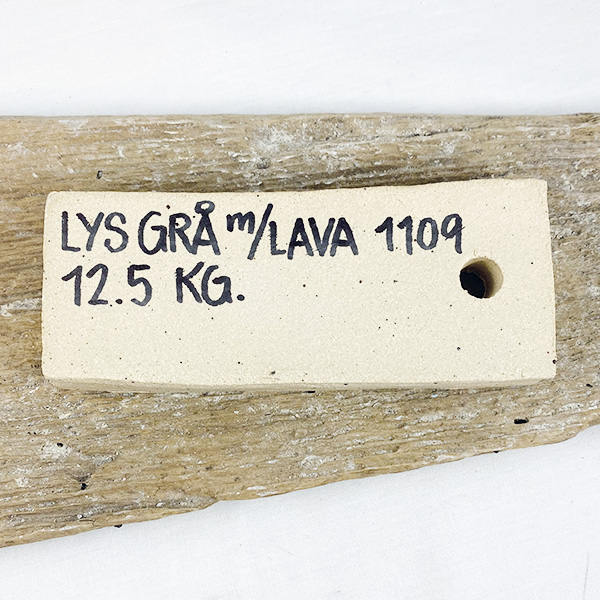 LYS GRÅ m/LAVA 1109
12.5 KG.